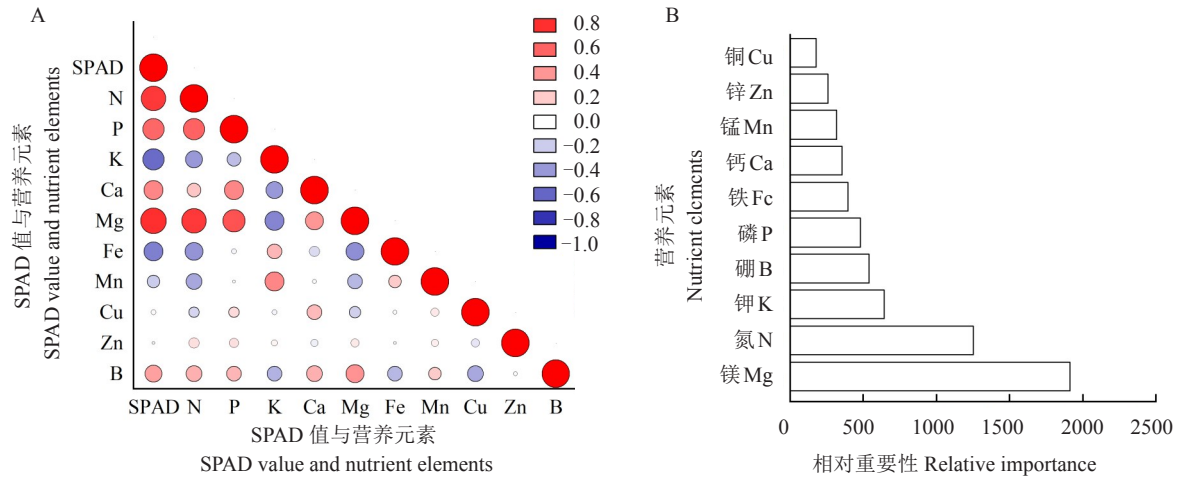 A
SPAD 值与营养元素
SPAD value and nutrient elements
SPAD
N
P
K
Ca
Mg
Fe
Mn
Cu
Zn
B
SPAD N P K Ca Mg Fe Mn Cu Zn B
SPAD 值与营养元素
SPAD value and nutrient elements
0.8
0.6
0.4
0.2
0.0
−0.2
−0.4
−0.6
−0.8
−1.0
B
营养元素
Nutrient clcmcnts
铜 Cu
锌 Zn
锰 Mn
钙 Ca
铁 Fc
磷 P
硼 B
钾 K
氮 N
镁 Mg
0 500 1000 1500 2000 2500
相对重要性 Relative importance